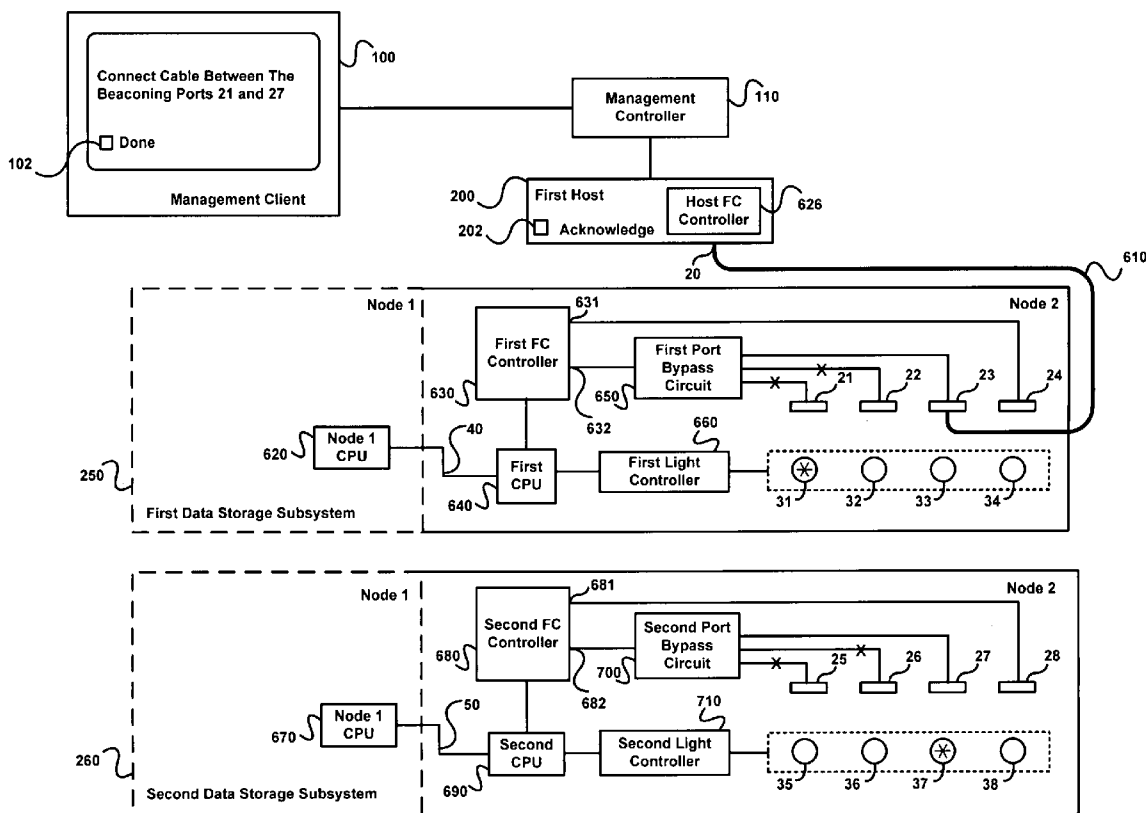 100
Connect Cable Between The
Beaconing Ports 21 and 27
Done
102
Management Client
Management
Controller
110
200
First Host
202
Acknowledge
Host FC
Controller
626
20
610
Node 1
Node 2
631
First FC
Controller
630
632
First Port
Bypass
Circuit
650
21
22
23
24
40
660
620
Node 1
CPU
First
CPU
640
First Light
Controller
31
32
33
34
250
First Data Storage Subsystem
Node 1
Node 2
681
Second FC
Controller
680
682
Second Port
Bypass
Circuit
700
25
26
27
28
50
710
670
Node 1
CPU
Second
CPU
690
Second Light
Controller
35
36
37
38
260
Second Data Storage Subsystem